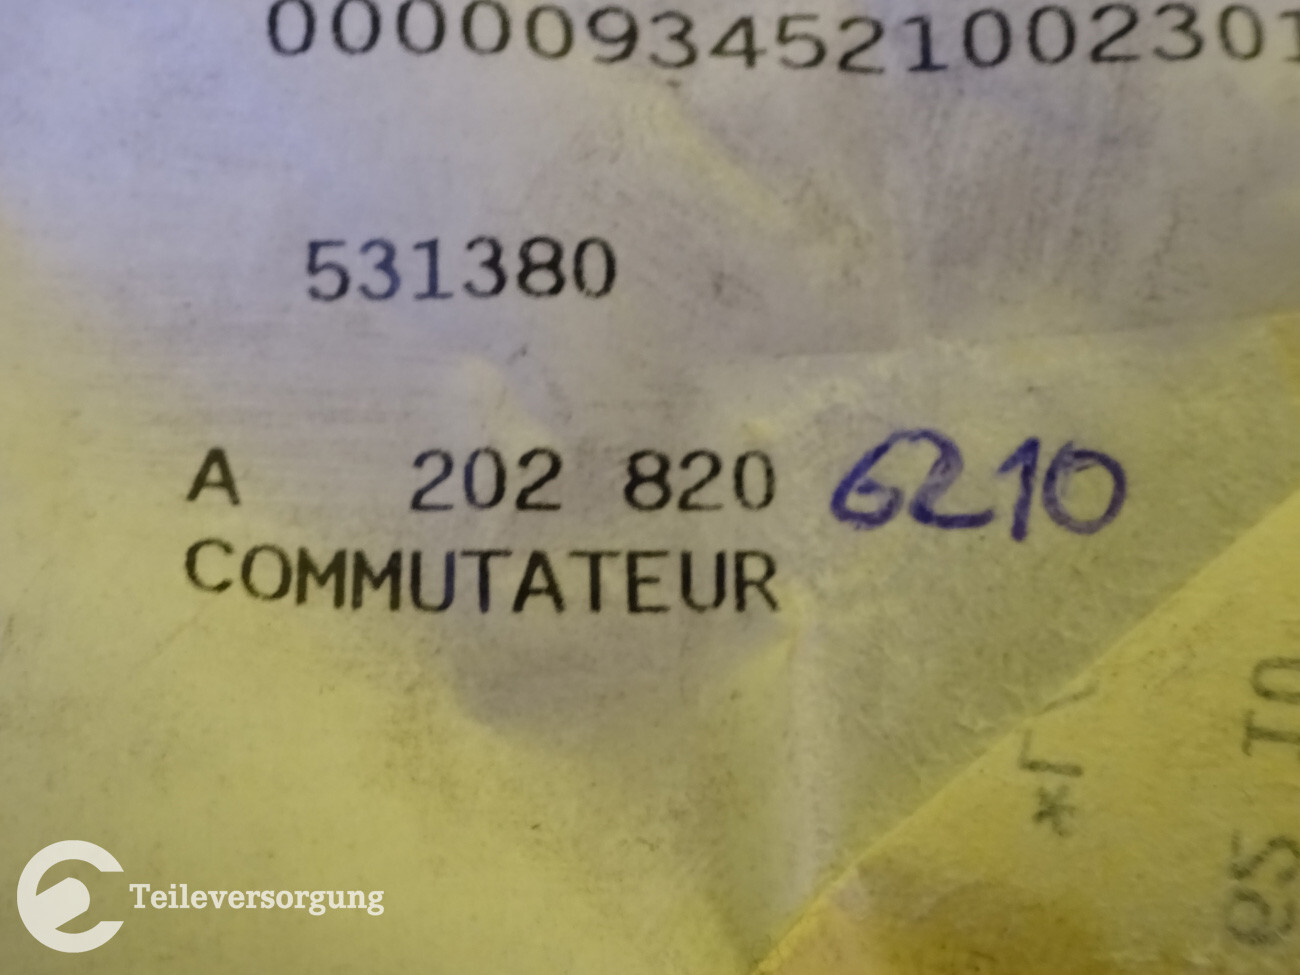 00000934521002301
531380
A 202 820 6210
COMMUTATEUR
Teileversorgung